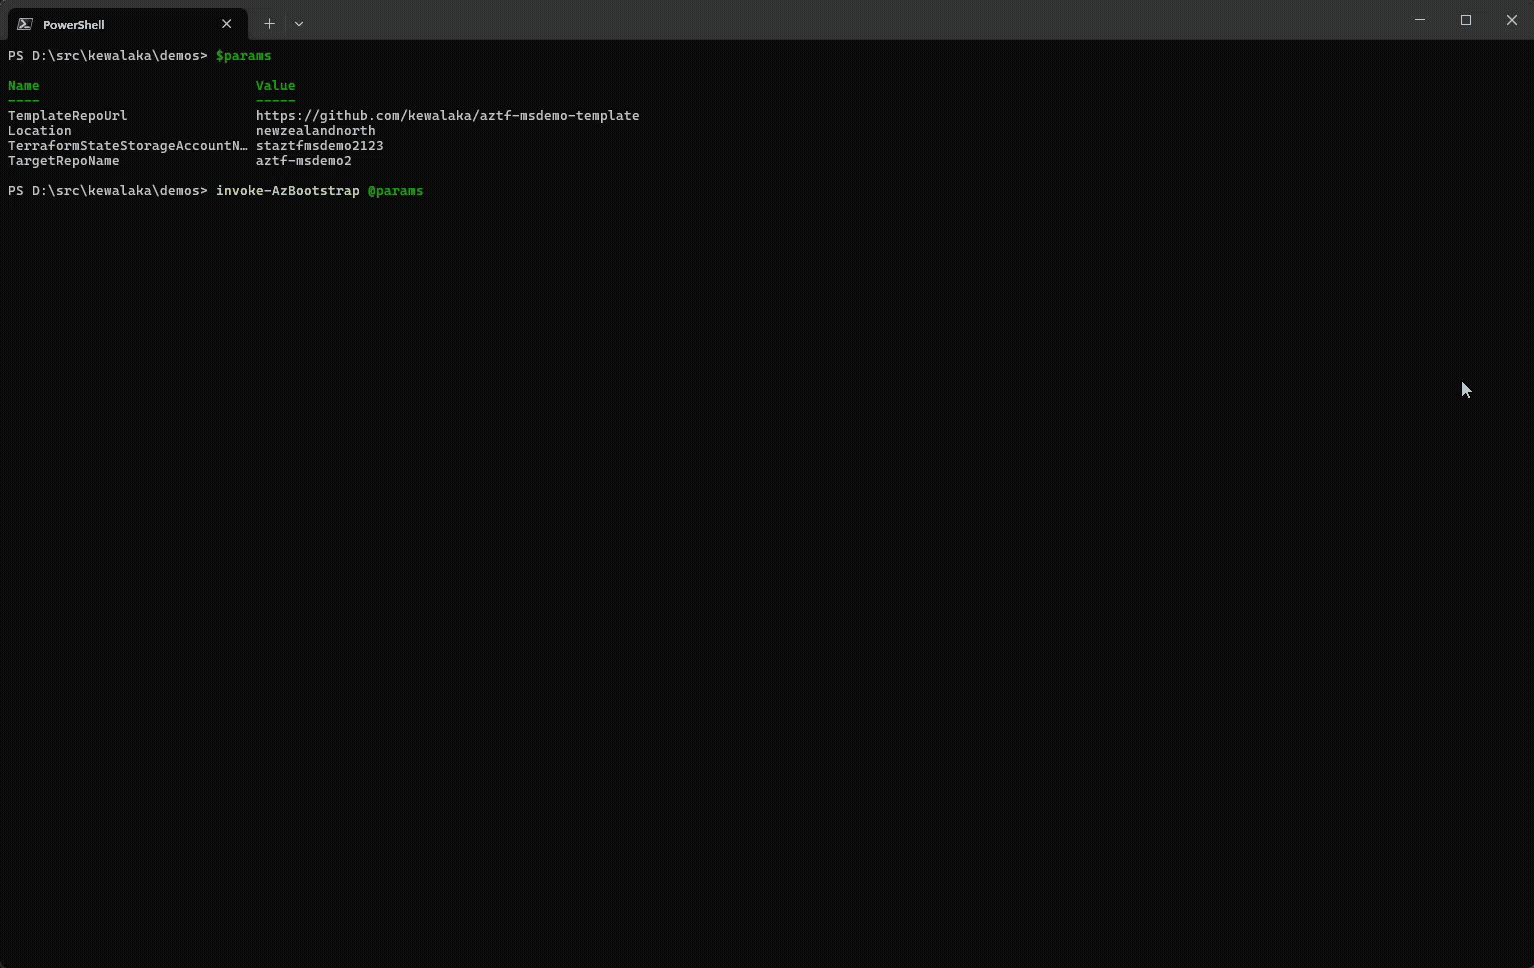 PowerShell
PS D:\src\kewalaka\demos> $params
Name Value
---- -----
TemplateRepoUrl https://github.com/kewalaka/aztf-msdemo-template
Location newzealandnorth
TerraformStateStorageAccountN… staztfmsdemo2123
TargetRepoName aztf-msdemo2
PS D:\src\kewalaka\demos> invoke-AzBootstrap @params